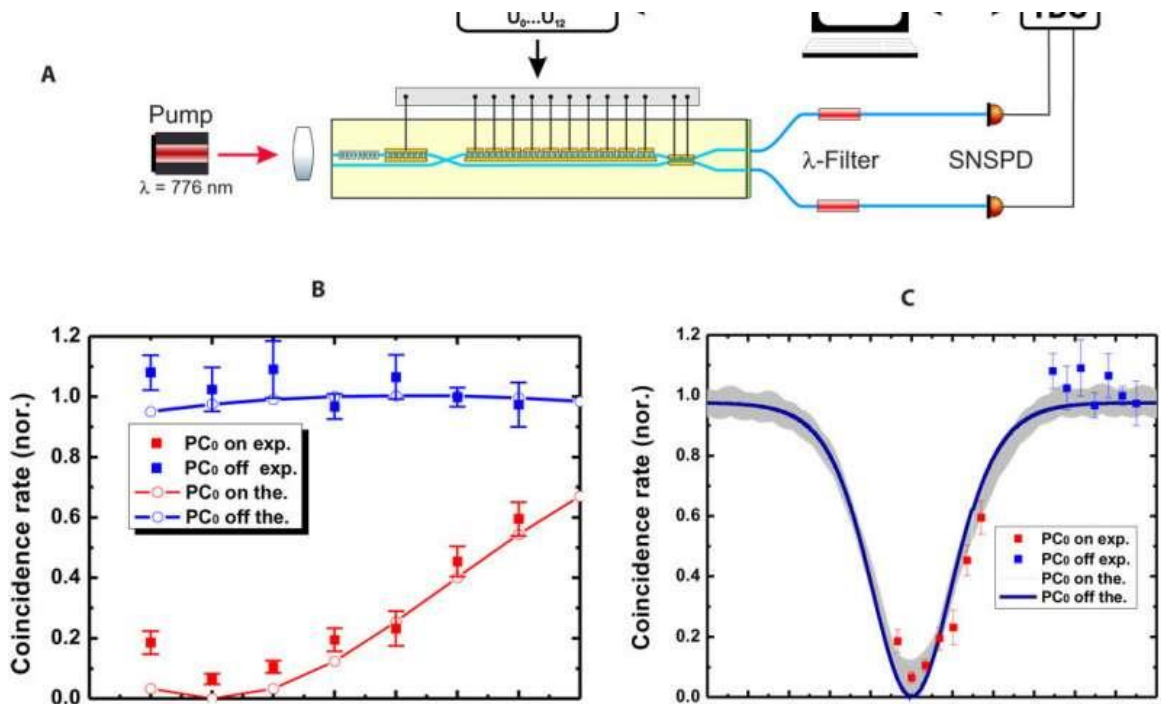 U₀...U₁₂
TDC
A
Pump
λ = 776 nm
λ-Filter
SNSPD
B
C
Coincidence rate (nor.)
1.2
1.0
0.8
0.6
0.4
0.2
0.0
PC₀ on exp.
PC₀ off exp.
PC₀ on the.
PC₀ off the.
Coincidence rate (nor.)
1.2
1.0
0.8
0.6
0.4
0.2
0.0
PC₀ on exp.
PC₀ off exp.
PC₀ on the.
PC₀ off the.